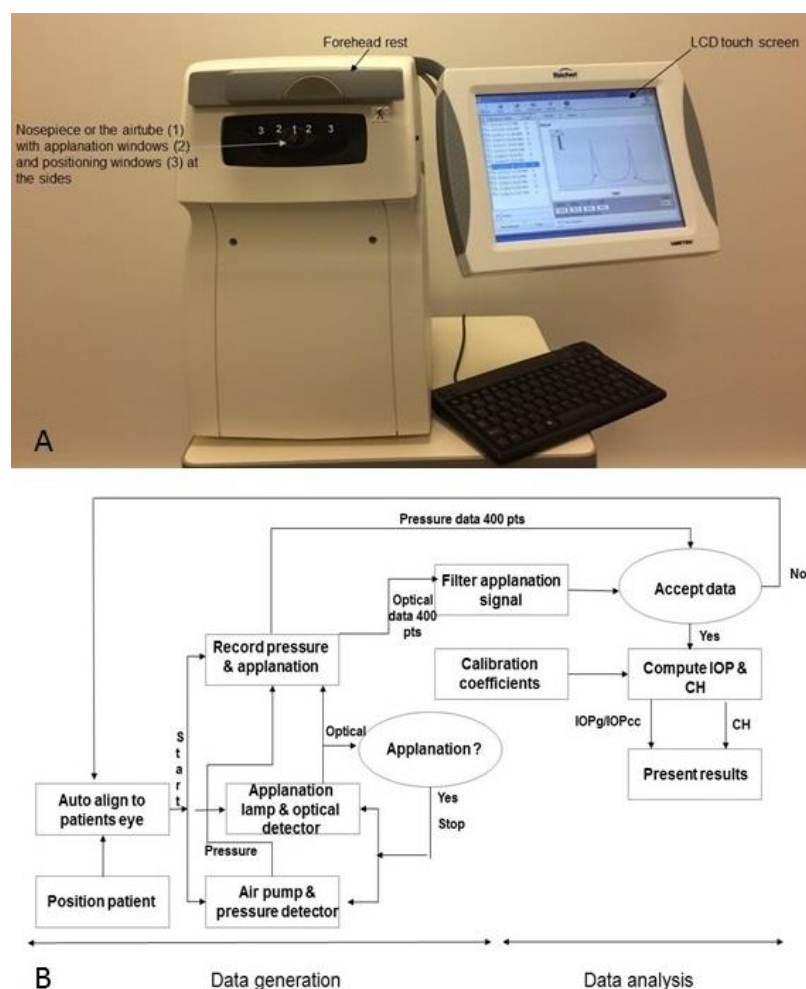 Forehead rest
LCD touch screen
Reichert
3 2 1 2 3
Nosepiece or the airtube (1)
with applanation windows (2)
and positioning windows (3) at
the sides
AMETEK
A
Pressure data 400 pts
No
Filter applanation
signal
Accept data
Optical
data 400
pts
Record pressure
& applanation
Yes
Calibration
coefficients
Compute IOP &
CH
Start
Optical
Applanation ?
IOPg/IOPcc
CH
Present results
Auto align to
patients eye
Applanation
lamp & optical
detector
Yes
Stop
Pressure
Position patient
Air pump &
pressure detector
B
Data generation
Data analysis